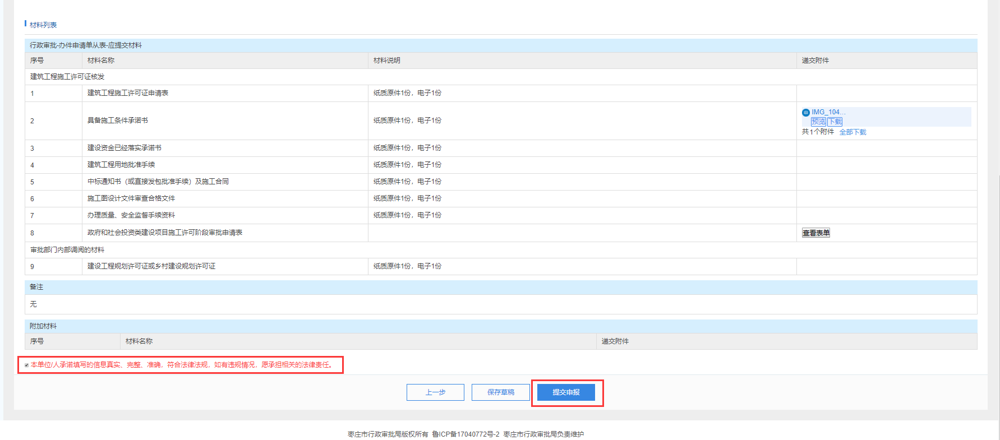 材料列表
行政审批-办件申请单从表-应提交材料
序号 材料名称 材料说明 递交附件
建筑工程施工许可证核发
1 建筑工程施工许可证申请表 纸质原件1份，电子1份
2 具备施工条件承诺书 纸质原件1份，电子1份
IMG_104...
预览 下载
共1个附件 全部下载
3 建设资金已经落实承诺书 纸质原件1份，电子1份
4 建筑工程用地批准手续 纸质原件1份，电子1份
5 中标通知书（或直接发包批准手续）及施工合同 纸质原件1份，电子1份
6 施工图设计文件审查合格文件 纸质原件1份，电子1份
7 办理质量、安全监督手续资料 纸质原件1份，电子1份
8 政府和社会投资类建设项目施工许可阶段审批申请表 查看表单
审批部门内部调阅的材料
9 建设工程规划许可证或乡村建设规划许可证 纸质原件1份，电子1份
备注
无
附加材料
序号 材料名称 递交附件
本单位/人承诺填写的信息真实、完整、准确，符合法律法规，如有违规情况，愿承担相关的法律责任。
上一步 保存草稿 提交申报
枣庄市行政审批局版权所有 鲁ICP备17040772号-2 枣庄市行政审批局负责维护